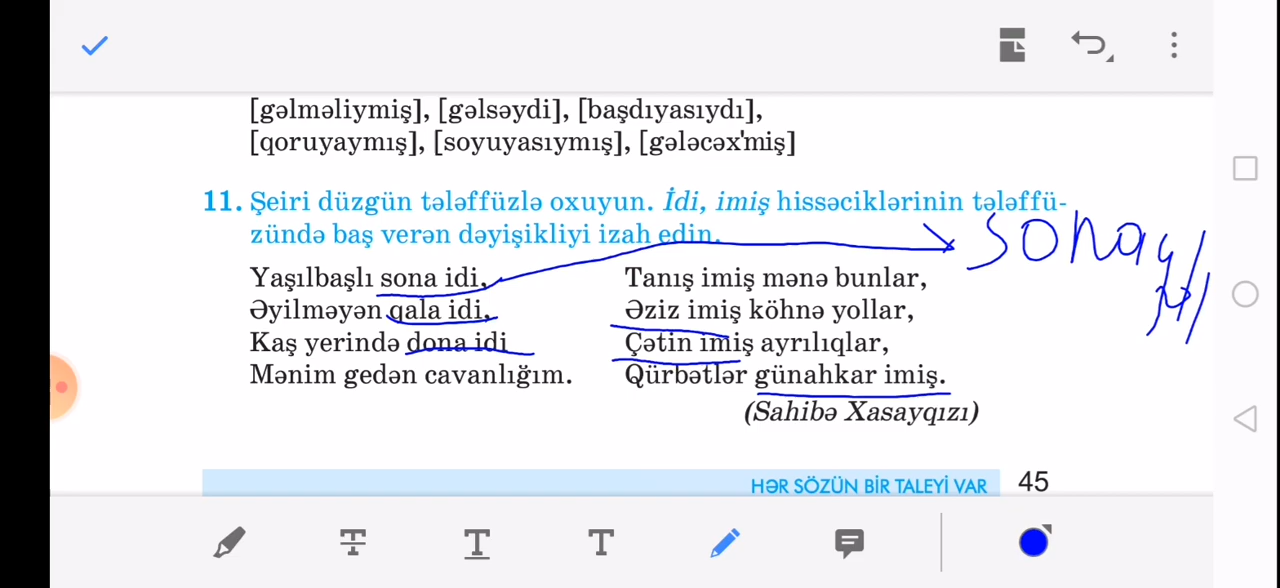 [gəlməliymiş], [gəlsəydi], [başdıyasıydı],
[qoruyaymış], [soyuyasıymış], [gələcəx'miş]
11. Şeiri düzgün tələffüzlə oxuyun. İdi, imiş hissəciklərinin tələffü-
zündə baş verən dəyişikliyi izah edin.
Yaşılbaşlı sona idi,
Əyilməyən qala idi,
Kaş yerində dona idi
Mənim gedən cavanlığım.
Tanış imiş mənə bunlar,
Əziz imiş köhnə yollar,
Çətin imiş ayrılıqlar,
Qürbətlər günahkar imiş.
(Sahibə Xasayqızı)
sonay
HƏR SÖZÜN BİR TALEYİ VAR 45